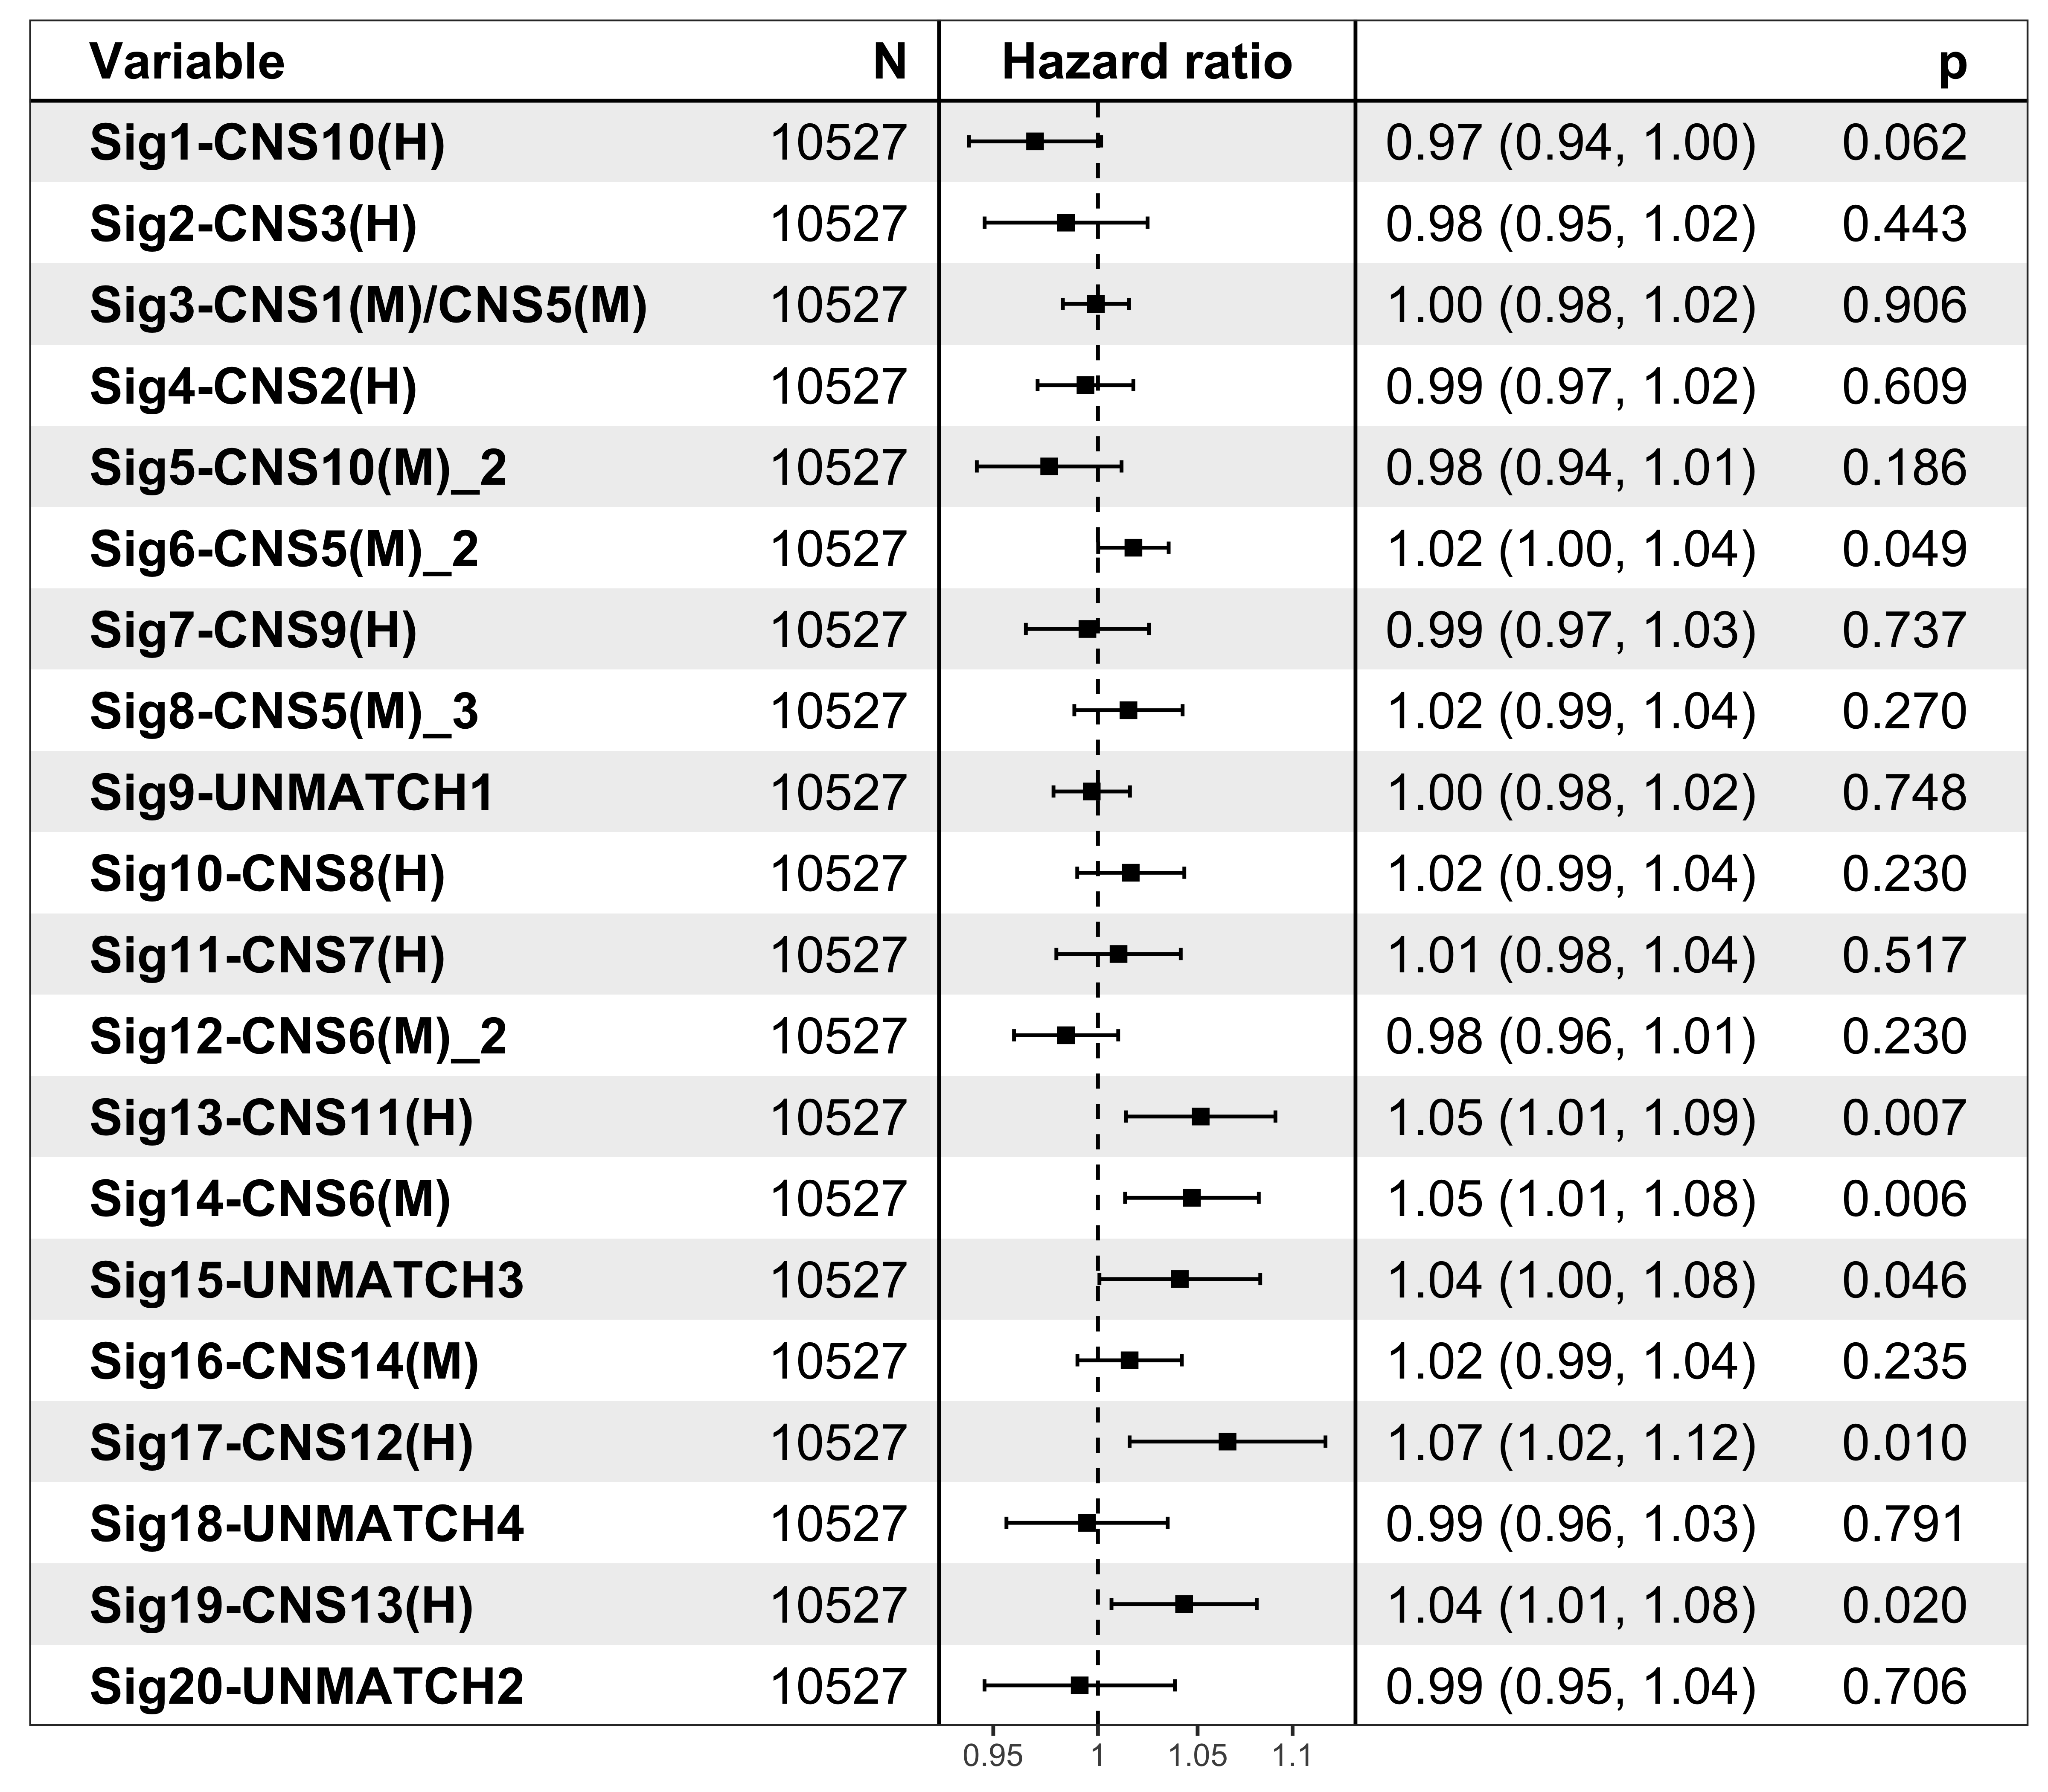 Variable N Hazard ratio p
Sig1-CNS10(H) 10527 0.97 (0.94, 1.00) 0.062
Sig2-CNS3(H) 10527 0.98 (0.95, 1.02) 0.443
Sig3-CNS1(M)/CNS5(M) 10527 1.00 (0.98, 1.02) 0.906
Sig4-CNS2(H) 10527 0.99 (0.97, 1.02) 0.609
Sig5-CNS10(M)_2 10527 0.98 (0.94, 1.01) 0.186
Sig6-CNS5(M)_2 10527 1.02 (1.00, 1.04) 0.049
Sig7-CNS9(H) 10527 0.99 (0.97, 1.03) 0.737
Sig8-CNS5(M)_3 10527 1.02 (0.99, 1.04) 0.270
Sig9-UNMATCH1 10527 1.00 (0.98, 1.02) 0.748
Sig10-CNS8(H) 10527 1.02 (0.99, 1.04) 0.230
Sig11-CNS7(H) 10527 1.01 (0.98, 1.04) 0.517
Sig12-CNS6(M)_2 10527 0.98 (0.96, 1.01) 0.230
Sig13-CNS11(H) 10527 1.05 (1.01, 1.09) 0.007
Sig14-CNS6(M) 10527 1.05 (1.01, 1.08) 0.006
Sig15-UNMATCH3 10527 1.04 (1.00, 1.08) 0.046
Sig16-CNS14(M) 10527 1.02 (0.99, 1.04) 0.235
Sig17-CNS12(H) 10527 1.07 (1.02, 1.12) 0.010
Sig18-UNMATCH4 10527 0.99 (0.96, 1.03) 0.791
Sig19-CNS13(H) 10527 1.04 (1.01, 1.08) 0.020
Sig20-UNMATCH2 10527 0.99 (0.95, 1.04) 0.706
0.95 1 1.05 1.1